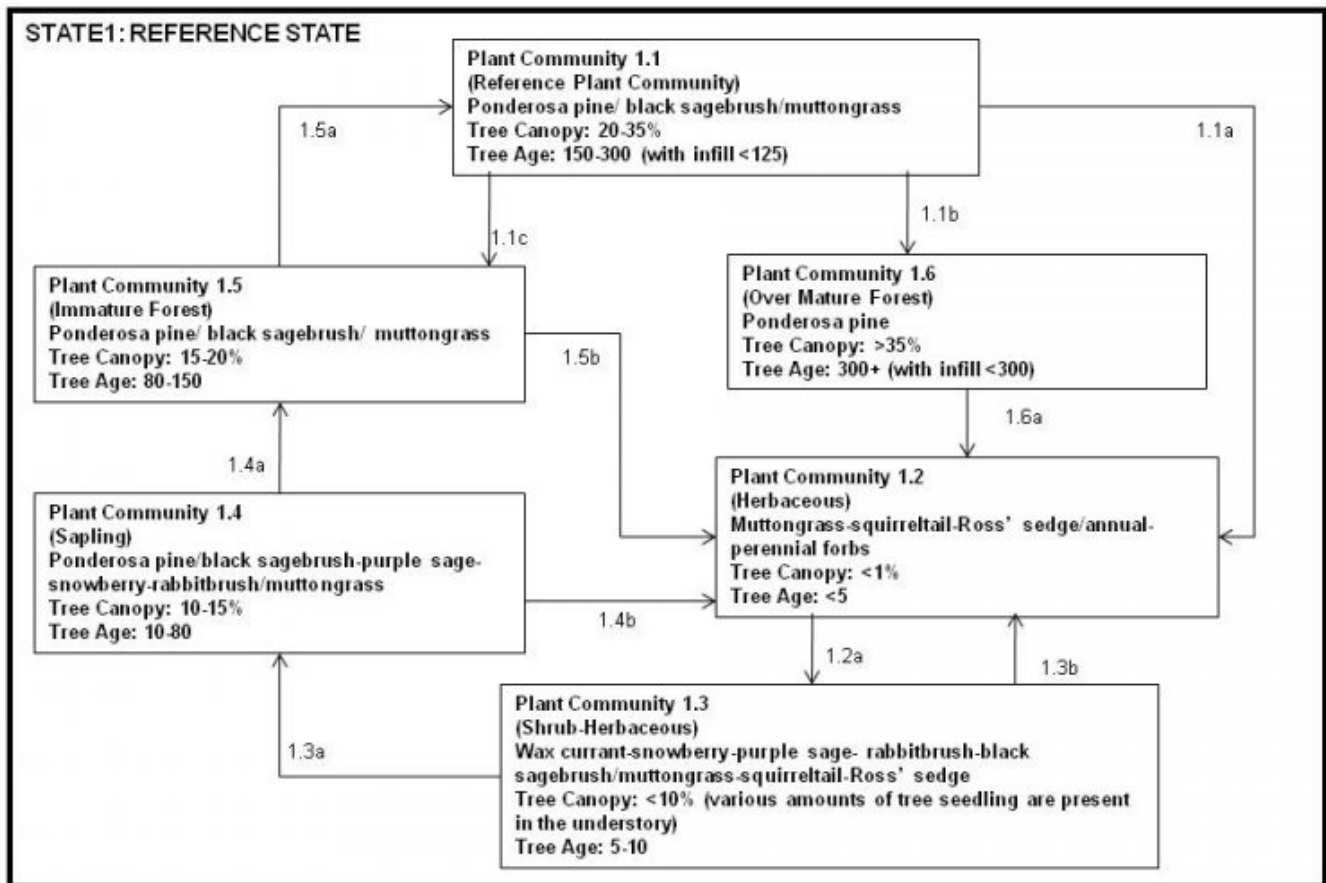 STATE1: REFERENCE STATE
Plant Community 1.1
(Reference Plant Community)
Ponderosa pine/ black sagebrush/muttongrass
Tree Canopy: 20-35%
Tree Age: 150-300 (with infill <125)
1.5a
1.1a
1.1c
1.1b
Plant Community 1.5
(Immature Forest)
Ponderosa pine/ black sagebrush/ muttongrass
Tree Canopy: 15-20%
Tree Age: 80-150
Plant Community 1.6
(Over Mature Forest)
Ponderosa pine
Tree Canopy: >35%
Tree Age: 300+ (with infill <300)
1.5b
1.6a
1.4a
Plant Community 1.4
(Sapling)
Ponderosa pine/black sagebrush-purple sage-
snowberry-rabbitbrush/muttongrass
Tree Canopy: 10-15%
Tree Age: 10-80
Plant Community 1.2
(Herbaceous)
Muttongrass-squirreltail-Ross' sedge/annual-
perennial forbs
Tree Canopy: <1%
Tree Age: <5
1.4b
1.2a
1.3b
1.3a
Plant Community 1.3
(Shrub-Herbaceous)
Wax currant-snowberry-purple sage- rabbitbrush-black
sagebrush/muttongrass-squirreltail-Ross' sedge
Tree Canopy: <10% (various amounts of tree seedling are present
in the understory)
Tree Age: 5-10